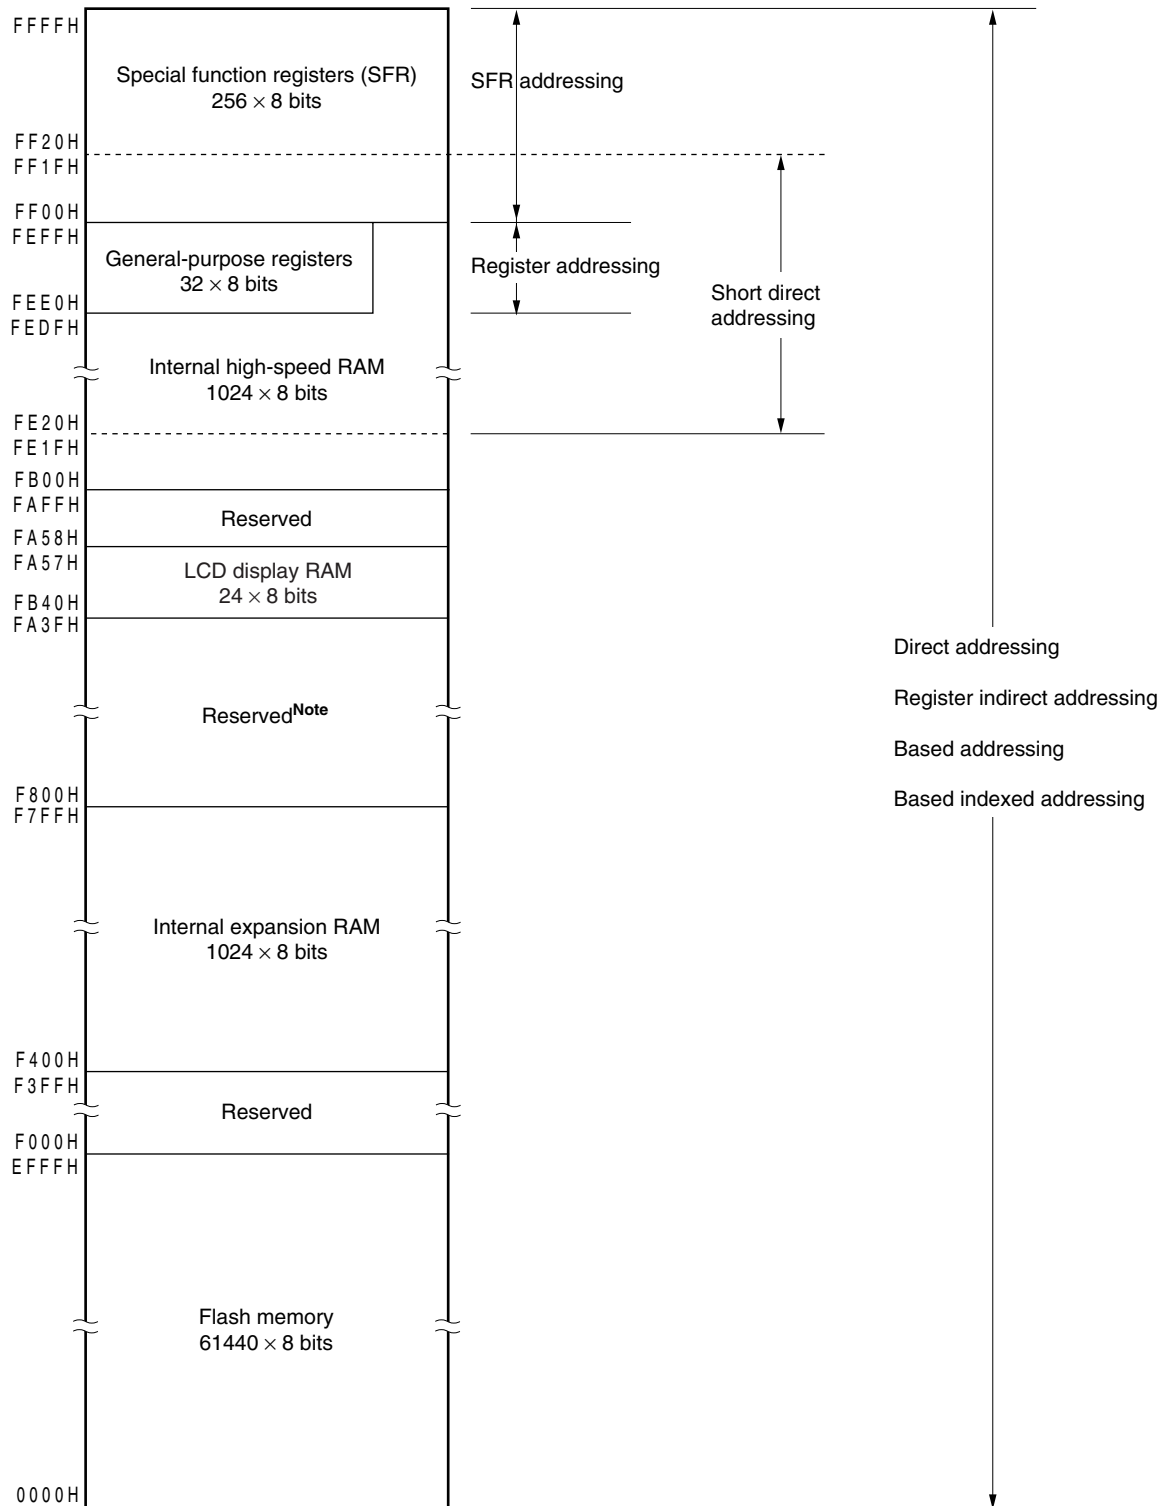 FFFFH
Special function registers (SFR)
256 × 8 bits
SFR addressing
FF20H
FF1FH
FF00H
FEFFH
General-purpose registers
32 × 8 bits
Register addressing
Short direct
addressing
FEE0H
FEDFH
Internal high-speed RAM
1024 × 8 bits
FE20H
FE1FH
FB00H
FAFFH
Reserved
FA58H
FA57H
LCD display RAM
24 × 8 bits
FB40H
FA3FH
Direct addressing
Register indirect addressing
Based addressing
Based indexed addressing
ReservedNote
F800H
F7FFH
Internal expansion RAM
1024 × 8 bits
F400H
F3FFH
Reserved
F000H
EFFFH
Flash memory
61440 × 8 bits
0000H